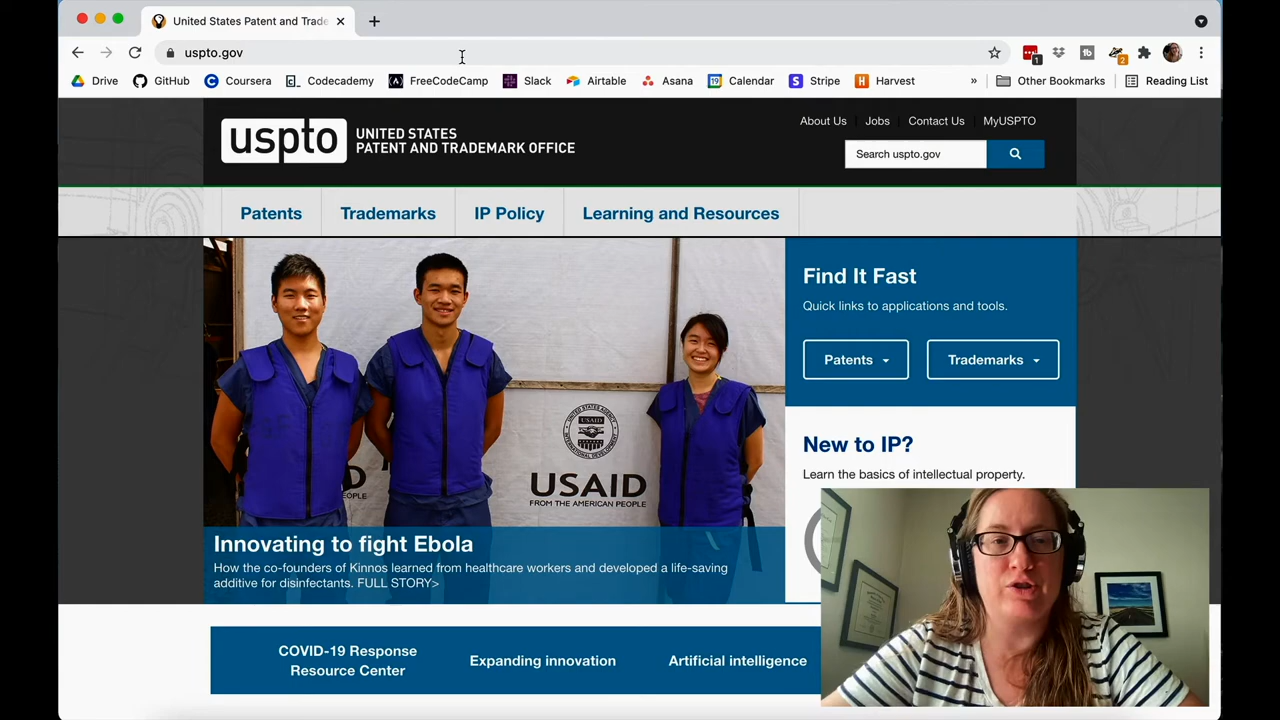 United States Patent and Trade
uspto.gov
1
2
Drive
GitHub
Coursera
Codecademy
FreeCodeCamp
Slack
Airtable
Asana
Calendar
Stripe
Harvest
»
Other Bookmarks
Reading List
About Us
Jobs
Contact Us
MyUSPTO
uspto
UNITED STATES
PATENT AND TRADEMARK OFFICE
Search uspto.gov
Patents
Trademarks
IP Policy
Learning and Resources
Find It Fast
Quick links to applications and tools.
Patents
Trademarks
New to IP?
Learn the basics of intellectual property.
USAID
FROM THE AMERICAN PEOPLE
OPLE
PEOPLE
Innovating to fight Ebola
How the co-founders of Kinnos learned from healthcare workers and developed a life-saving
additive for disinfectants. FULL STORY>
COVID-19 Response
Resource Center
Expanding innovation
Artificial intelligence